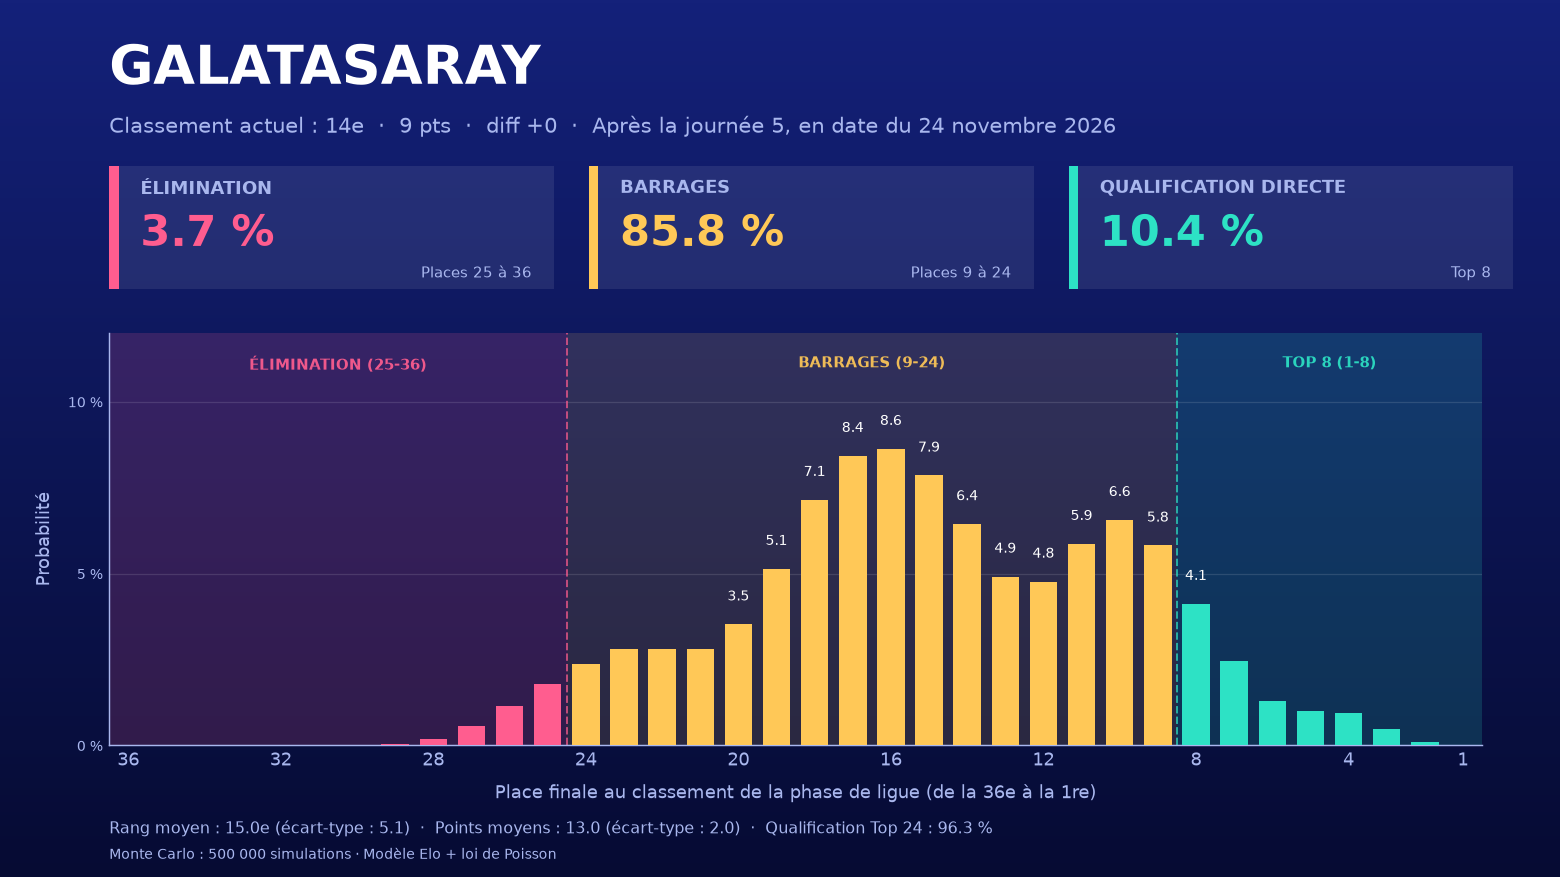 GALATASARAY
Classement actuel : 14e · 9 pts · diff +0 · Après la journée 5, en date du 24 novembre 2026
ÉLIMINATION
3.7 %
Places 25 à 36
BARRAGES
85.8 %
Places 9 à 24
QUALIFICATION DIRECTE
10.4 %
Top 8
ÉLIMINATION (25-36)
BARRAGES (9-24)
TOP 8 (1-8)
Probabilité
10 %
5 %
0 %
3.5
5.1
7.1
8.4
8.6
7.9
6.4
4.9
4.8
5.9
6.6
5.8
4.1
36 32 28 24 20 16 12 8 4 1
Place finale au classement de la phase de ligue (de la 36e à la 1re)
Rang moyen : 15.0e (écart-type : 5.1) · Points moyens : 13.0 (écart-type : 2.0) · Qualification Top 24 : 96.3 %
Monte Carlo : 500 000 simulations · Modèle Elo + loi de Poisson